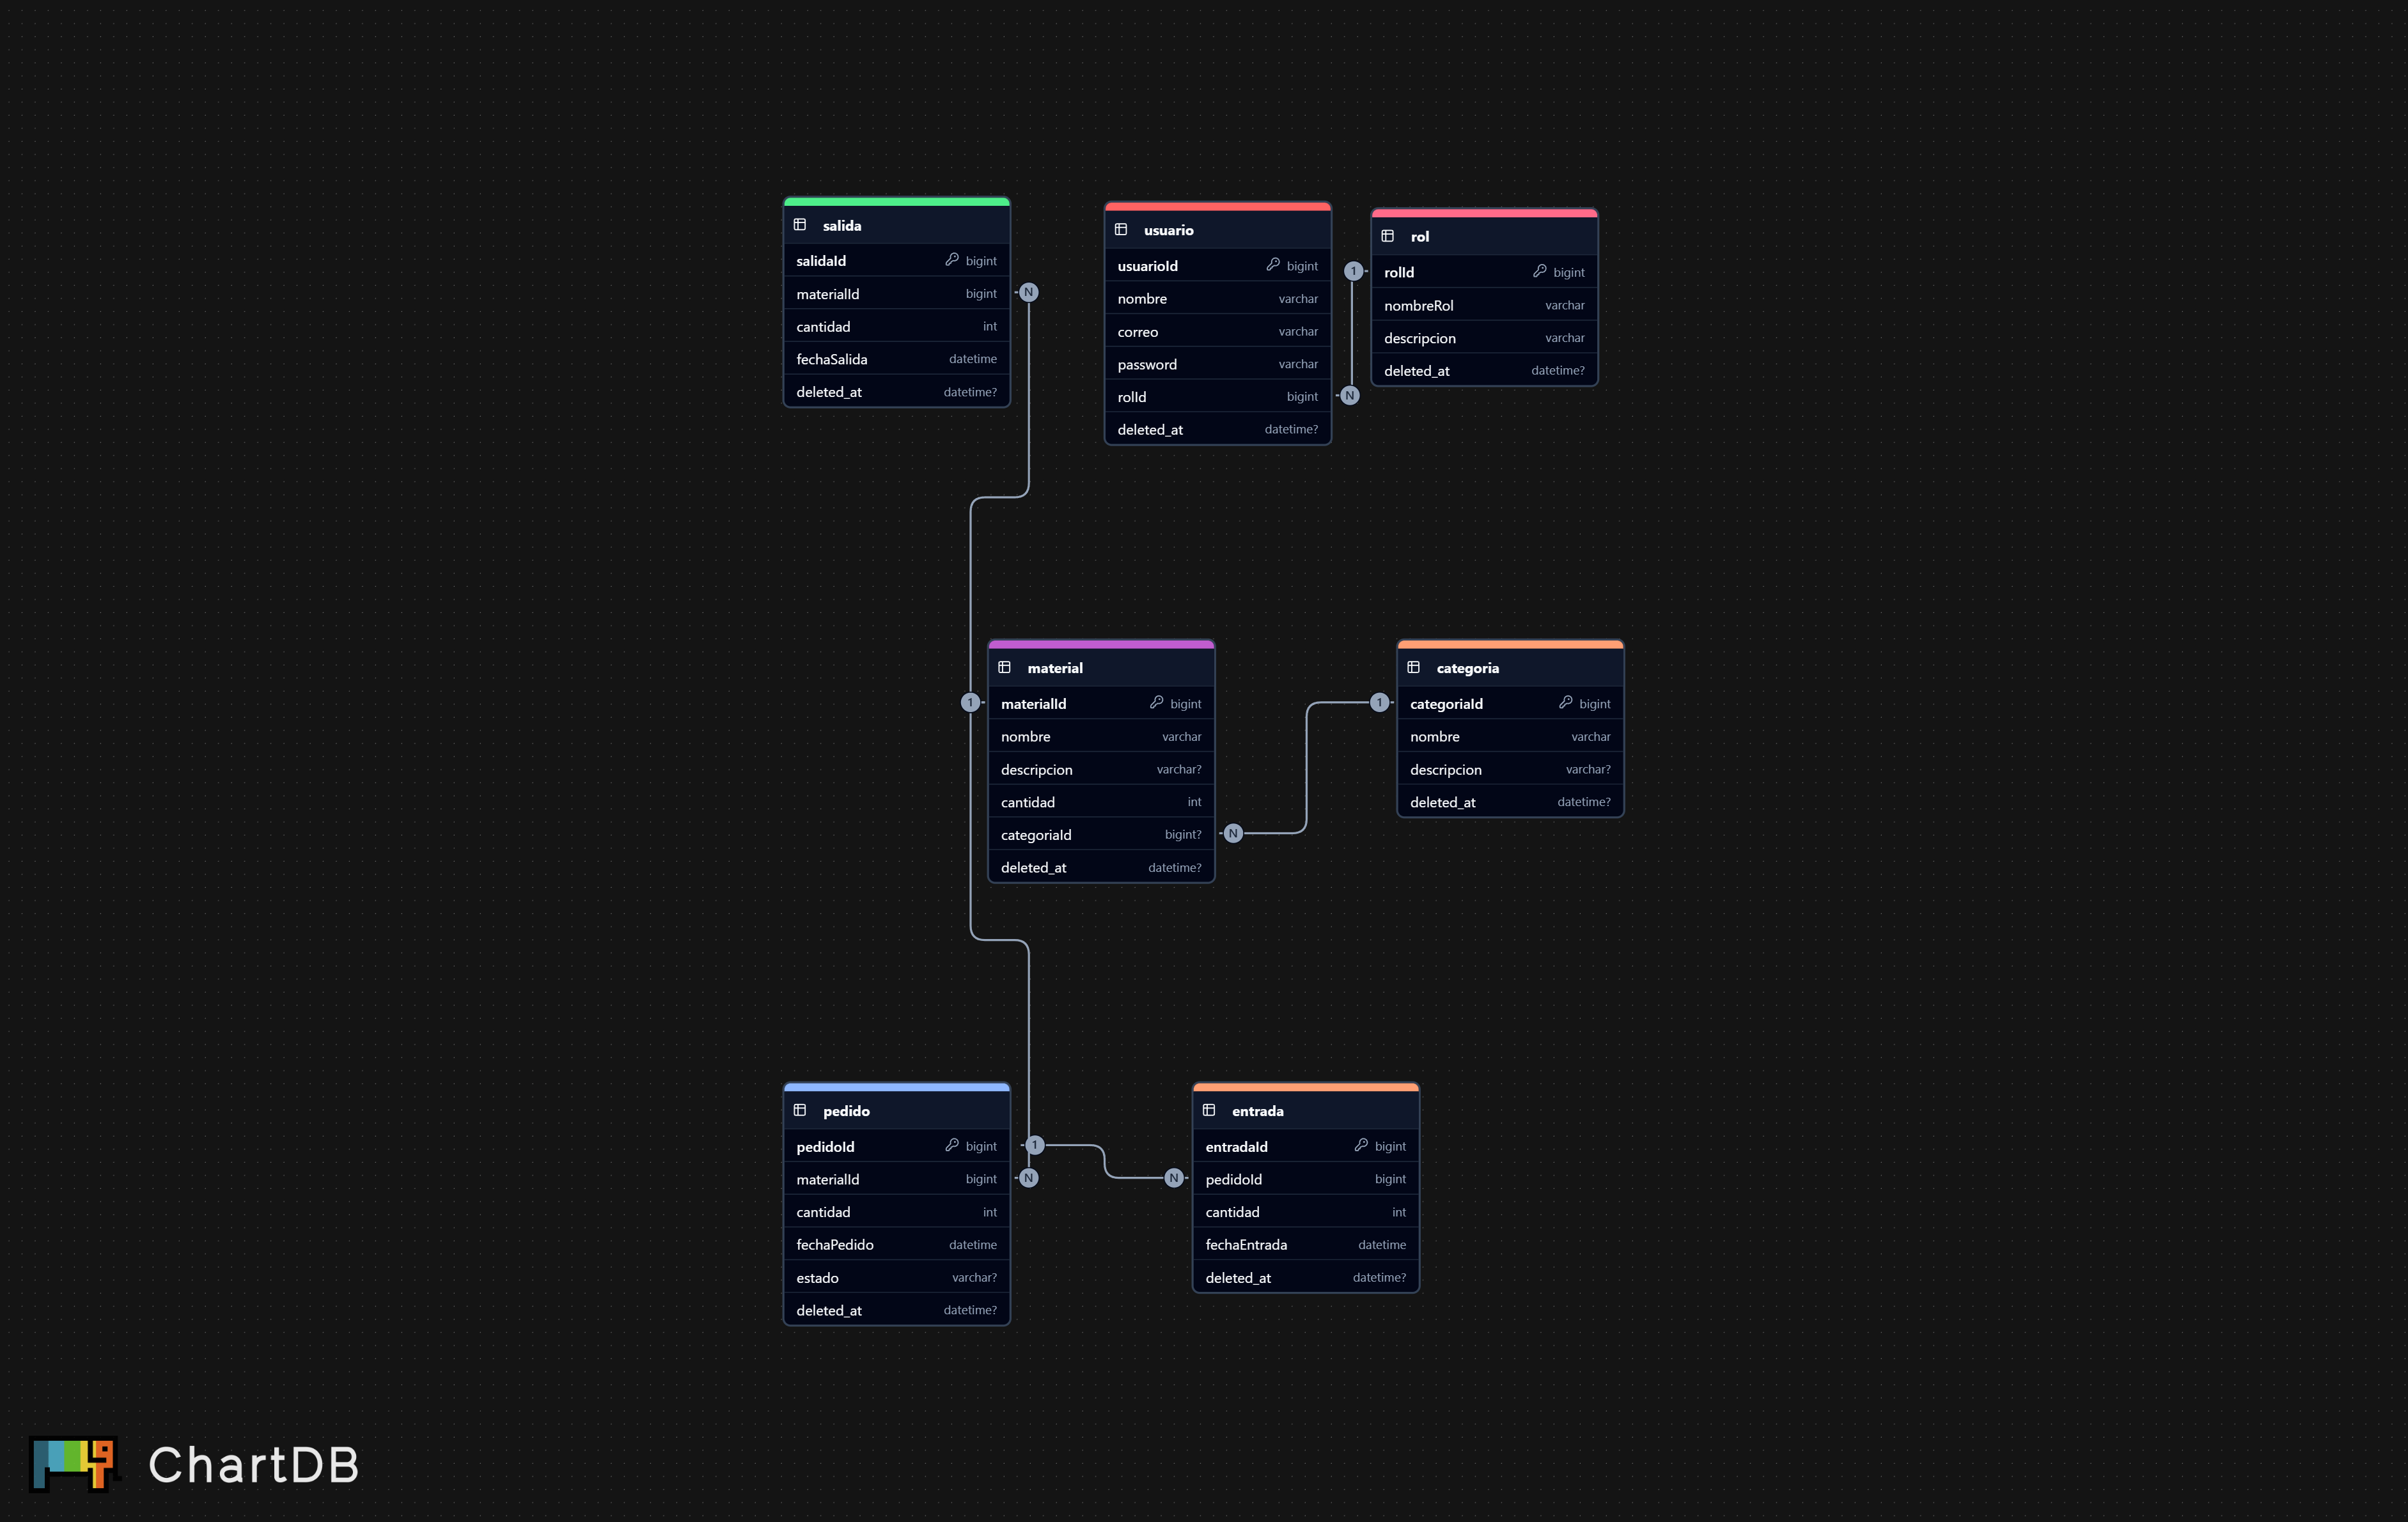 salida
salidaId bigint
materialId bigint
N
cantidad int
fechaSalida datetime
deleted_at datetime?
usuario
usuarioId bigint
nombre varchar
correo varchar
password varchar
rolId bigint
N
deleted_at datetime?
rol
1
rolId bigint
nombreRol varchar
descripcion varchar
deleted_at datetime?
material
1
materialId bigint
nombre varchar
descripcion varchar?
cantidad int
categoriaId bigint?
N
deleted_at datetime?
categoria
1
categoriaId bigint
nombre varchar
descripcion varchar?
deleted_at datetime?
pedido
pedidoId bigint
1
materialId bigint
N
cantidad int
fechaPedido datetime
estado varchar?
deleted_at datetime?
entrada
entradaId bigint
N
pedidoId bigint
cantidad int
fechaEntrada datetime
deleted_at datetime?
ChartDB